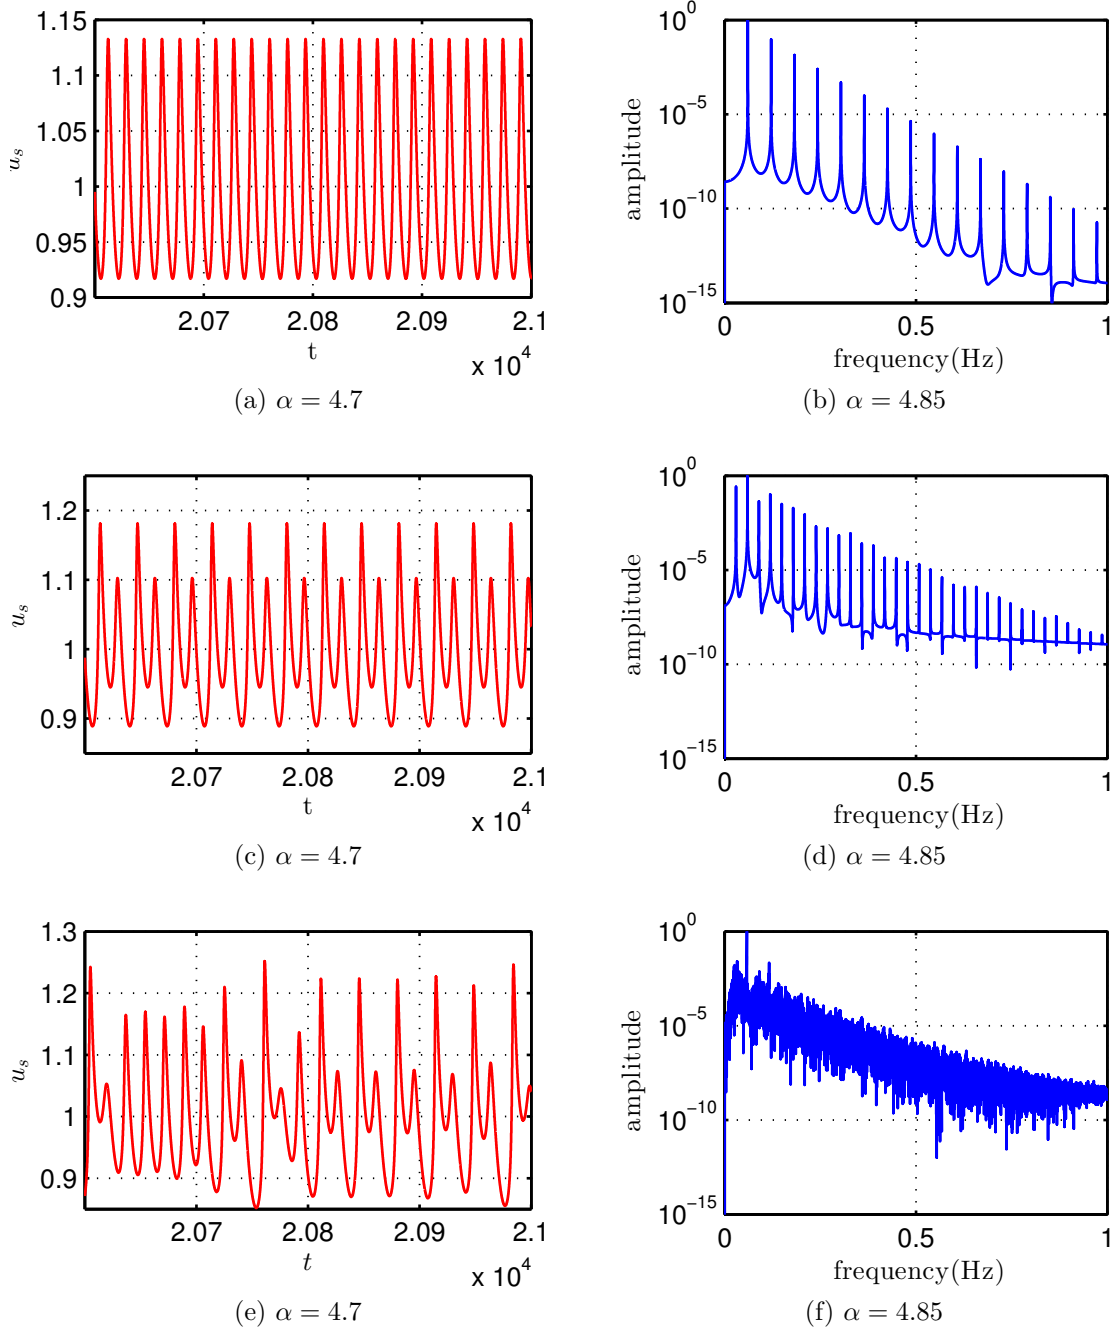 1.15
1.1
1.05
1
0.95
0.9
u_s
2.07 2.08 2.09 2.1
t
x 10^4
(a) α = 4.7
10^0
10^−5
10^−10
10^−15
amplitude
0 0.5 1
frequency(Hz)
(b) α = 4.85
1.2
1.1
1
0.9
u_s
2.07 2.08 2.09 2.1
t
x 10^4
(c) α = 4.7
10^0
10^−5
10^−10
10^−15
amplitude
0 0.5 1
frequency(Hz)
(d) α = 4.85
1.3
1.2
1.1
1
0.9
u_s
2.07 2.08 2.09 2.1
t
x 10^4
(e) α = 4.7
10^0
10^−5
10^−10
10^−15
amplitude
0 0.5 1
frequency(Hz)
(f) α = 4.85